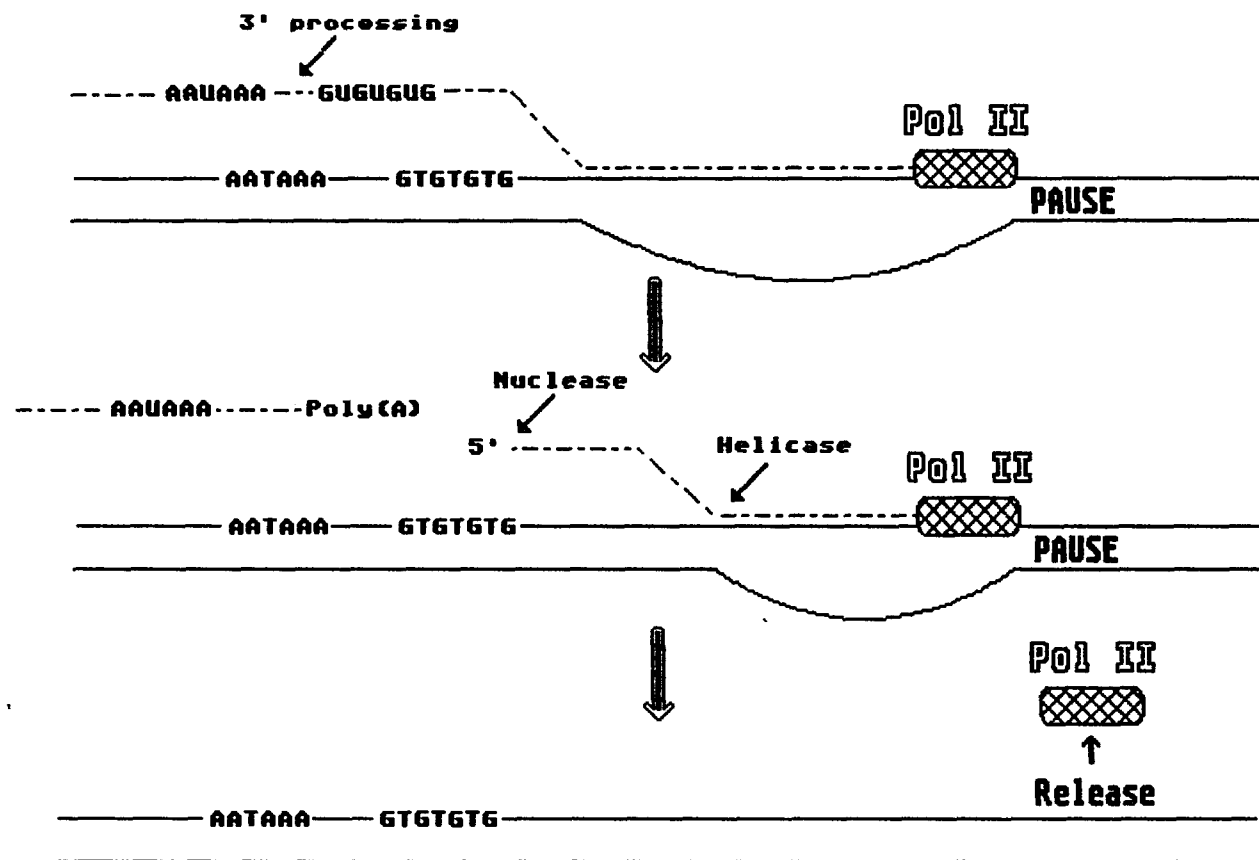 3' processing
AAUAAA GUGUGUG
Pol II
AATAAA GTGTGTG
PAUSE
Nuclease
AAUAAA Poly(A)
5' Helicase
Pol II
AATAAA GTGTGTG
PAUSE
Pol II
Release
AATAAA GTGTGTG